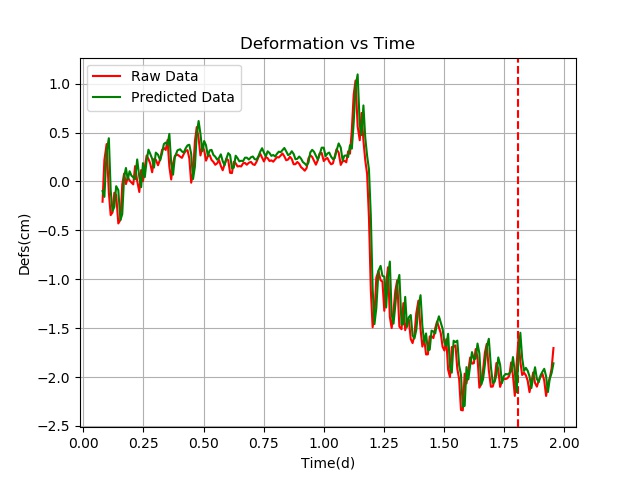 Deformation vs Time
Raw Data
Predicted Data
1.0
0.5
0.0
−0.5
−1.0
−1.5
−2.0
−2.5
Defs(cm)
0.00 0.25 0.50 0.75 1.00 1.25 1.50 1.75 2.00
Time(d)